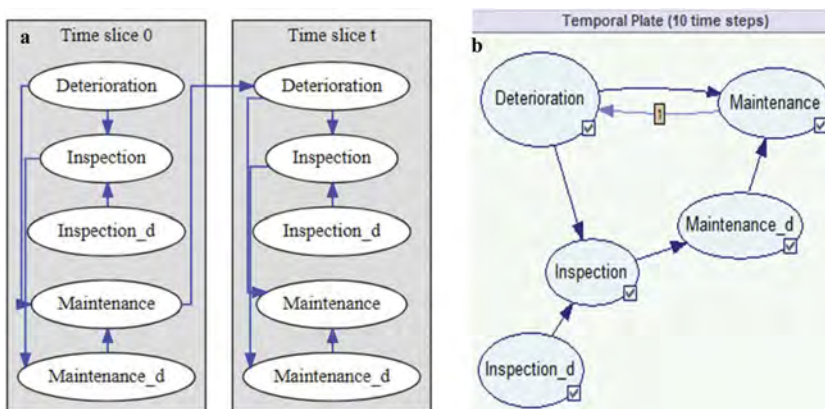 a
Time slice 0
Deterioration
Inspection
Inspection_d
Maintenance
Maintenance_d
Time slice t
Deterioration
Inspection
Inspection_d
Maintenance
Maintenance_d
b
Temporal Plate (10 time steps)
Deterioration
Maintenance
1
Maintenance_d
Inspection
Inspection_d